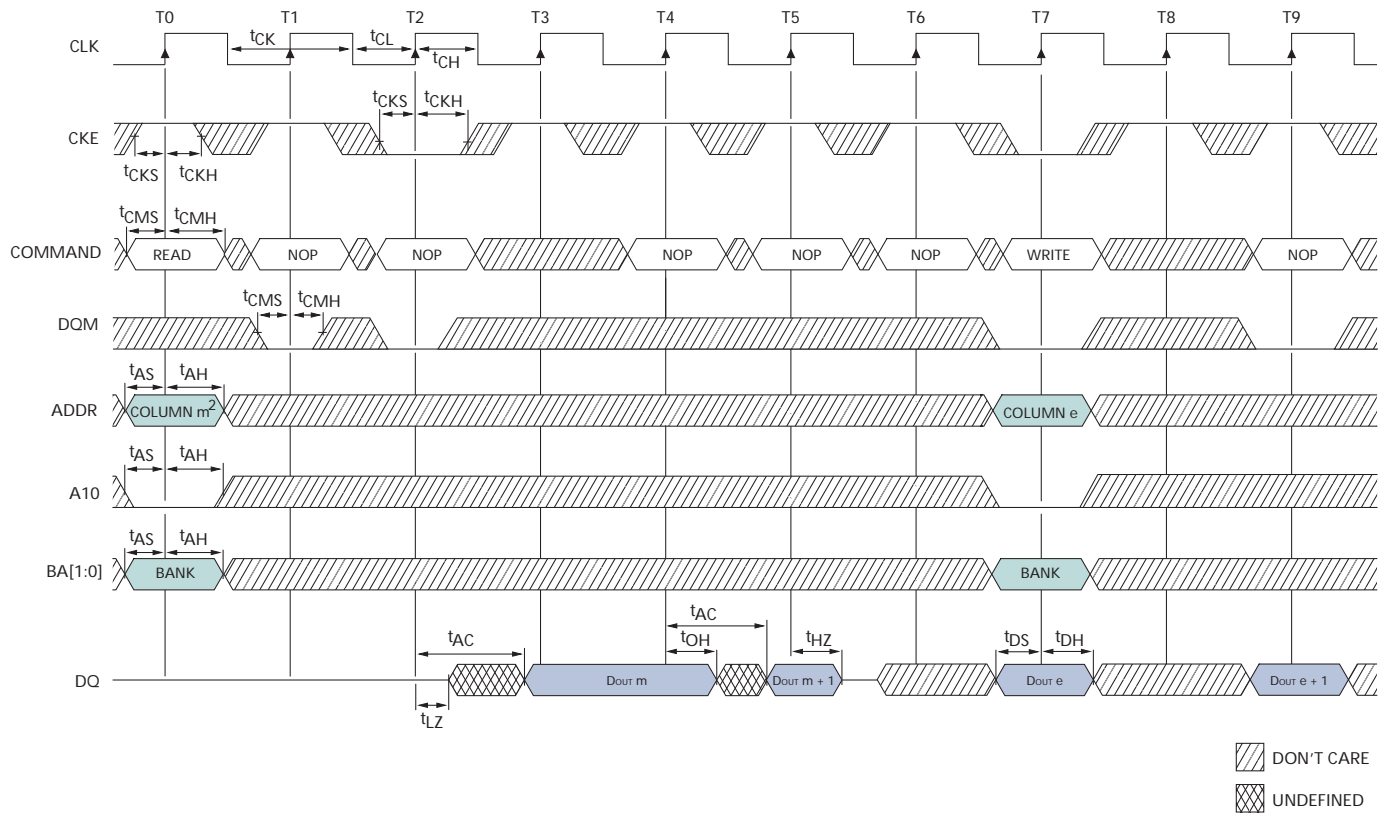 T0 T1 T2 T3 T4 T5 T6 T7 T8 T9
CLK
tCK tCL tCH
tCKS tCKH
CKE
tCKS tCKH
tCMS tCMH
COMMAND READ NOP NOP NOP NOP NOP WRITE NOP
tCMS tCMH
DQM
tAS tAH
ADDR COLUMN m2 COLUMN e
tAS tAH
A10
tAS tAH
BA[1:0] BANK BANK
tAC tAC tOH tHZ tDS tDH
DQ DOUT m DOUT m + 1 DOUT e DOUT e + 1
tLZ
DON'T CARE
UNDEFINED